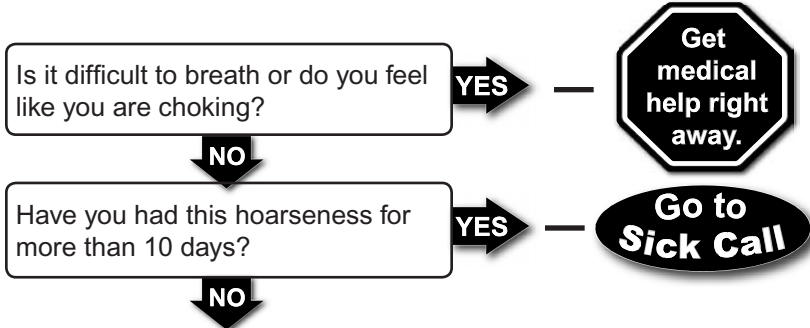 Is it difficult to breath or do you feel
like you are choking?
YES
Get
medical
help right
away.
NO
Have you had this hoarseness for
more than 10 days?
YES
Go to
Sick Call
NO